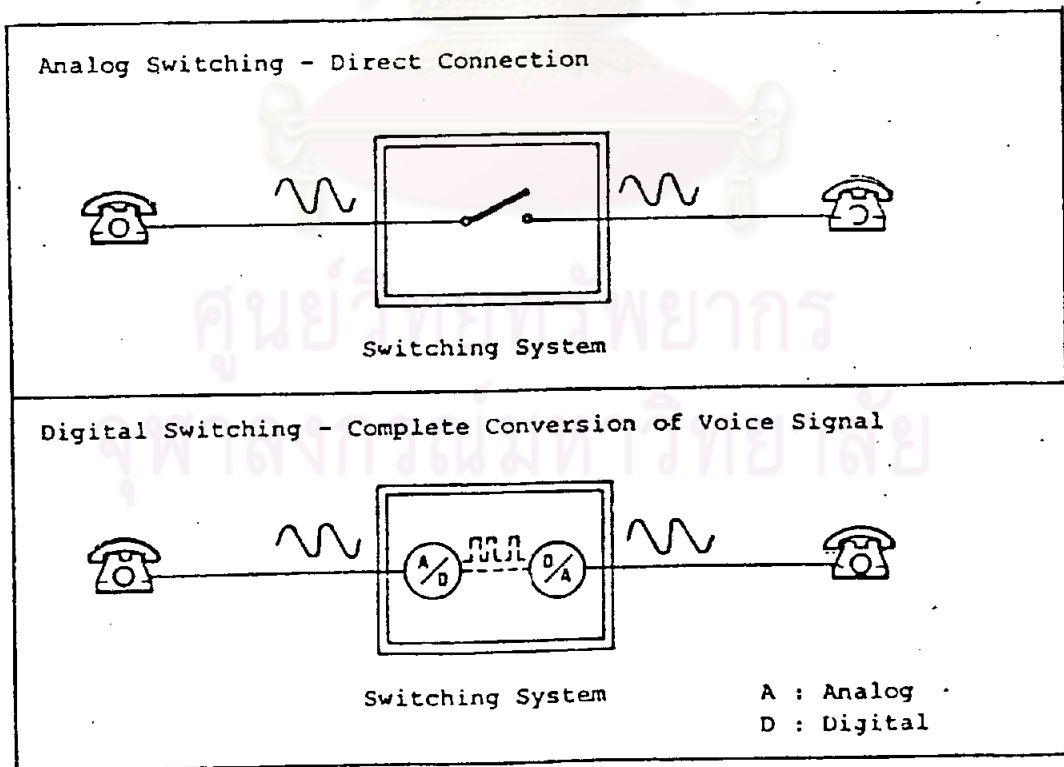 Analog Switching - Direct Connection
Switching System
ศูนย์วิทยทรัพยากร
Digital Switching - Complete Conversion of Voice Signal
จุฬาลงกรณ์มหาวิทยาลัย
A/D D/A
Switching System
A : Analog
D : Digital